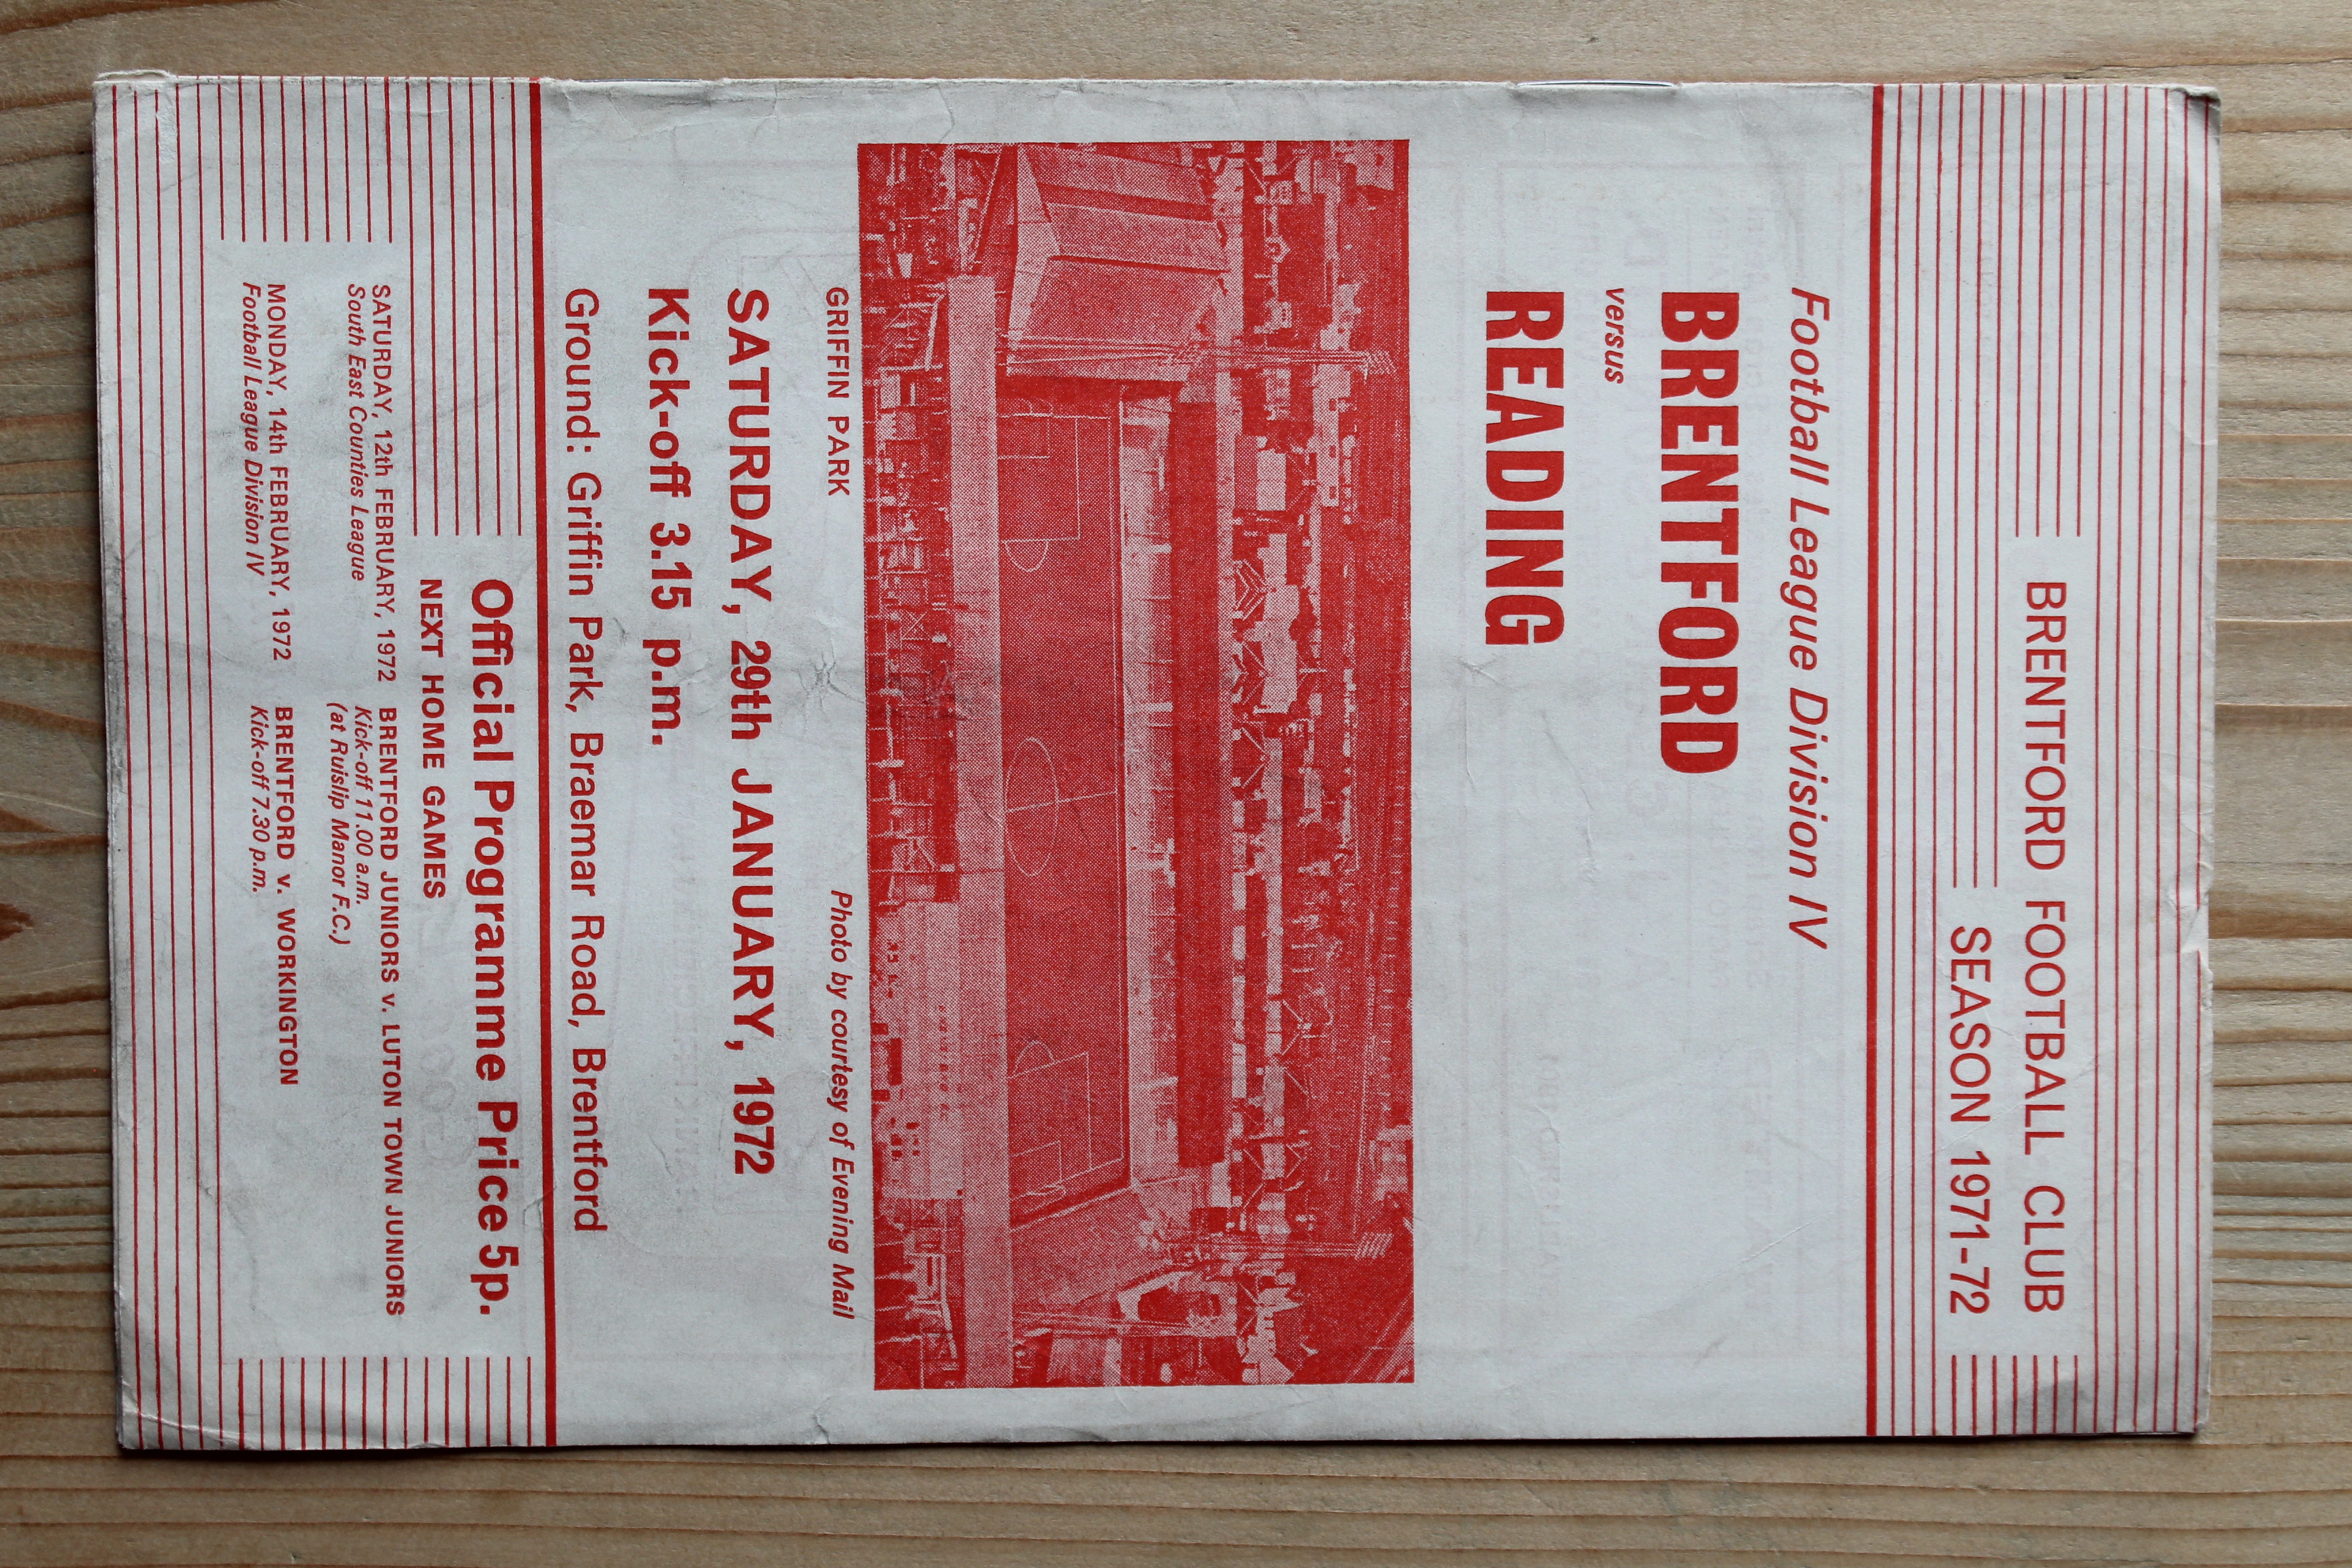 BRENTFORD FOOTBALL CLUB
SEASON 1971-72
Football League Division IV
BRENTFORD
versus
READING
GRIFFIN PARK
Photo by courtesy of Evening Mail
SATURDAY, 29th JANUARY, 1972
Kick-off 3.15 p.m.
Ground: Griffin Park, Braemar Road, Brentford
Official Programme Price 5p.
NEXT HOME GAMES
SATURDAY, 12th FEBRUARY, 1972 BRENTFORD JUNIORS v. LUTON TOWN JUNIORS
South East Counties League Kick-off 11.00 a.m.
(at Ruislip Manor F.C.)
MONDAY, 14th FEBRUARY, 1972 BRENTFORD v. WORKINGTON
Football League Division IV Kick-off 7.30 p.m.